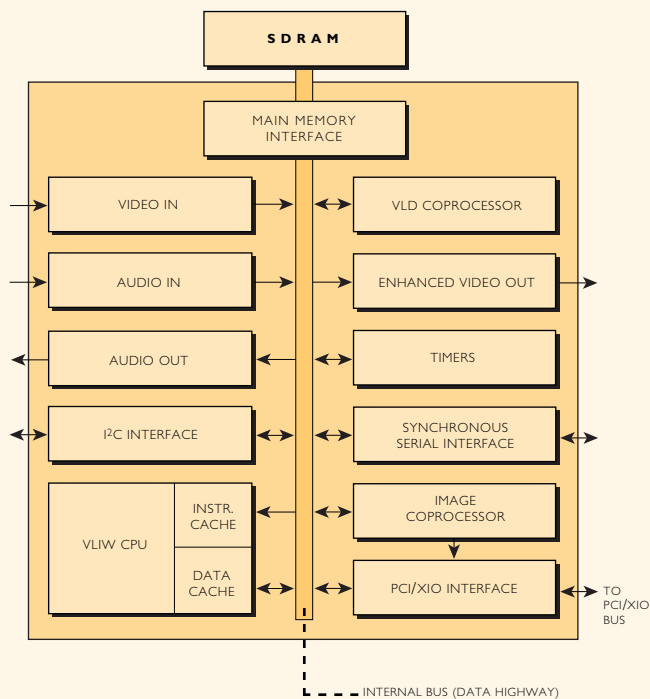 SDRAM
MAIN MEMORY
INTERFACE
VIDEO IN
VLD COPROCESSOR
AUDIO IN
ENHANCED VIDEO OUT
AUDIO OUT
TIMERS
I²C INTERFACE
SYNCHRONOUS
SERIAL INTERFACE
VLIW CPU
INSTR.
CACHE
DATA
CACHE
IMAGE
COPROCESSOR
PCI/XIO INTERFACE
TO
PCI/XIO
BUS
INTERNAL BUS (DATA HIGHWAY)